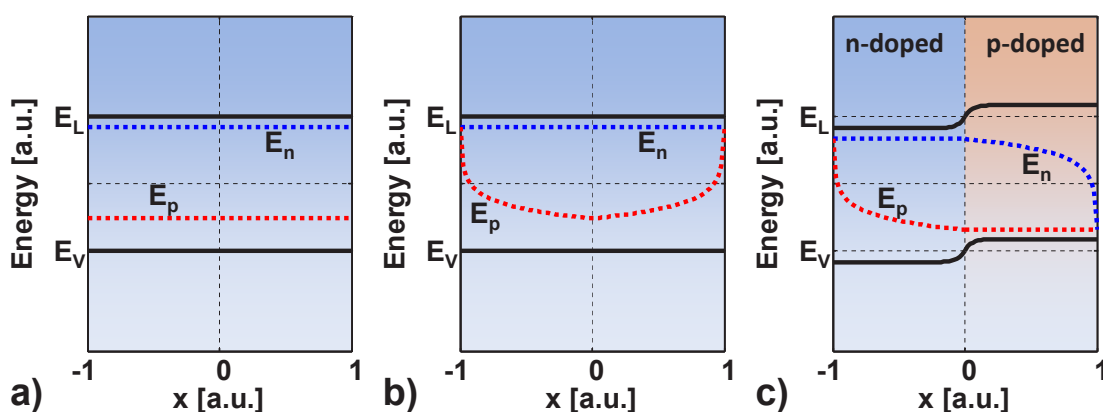 Energy [a.u.]
E_L
E_n
E_p
E_V
-1 0 1
x [a.u.]
a)
Energy [a.u.]
E_L
E_n
E_p
E_V
-1 0 1
x [a.u.]
b)
n-doped p-doped
Energy [a.u.]
E_L
E_n
E_p
E_V
-1 0 1
x [a.u.]
c)